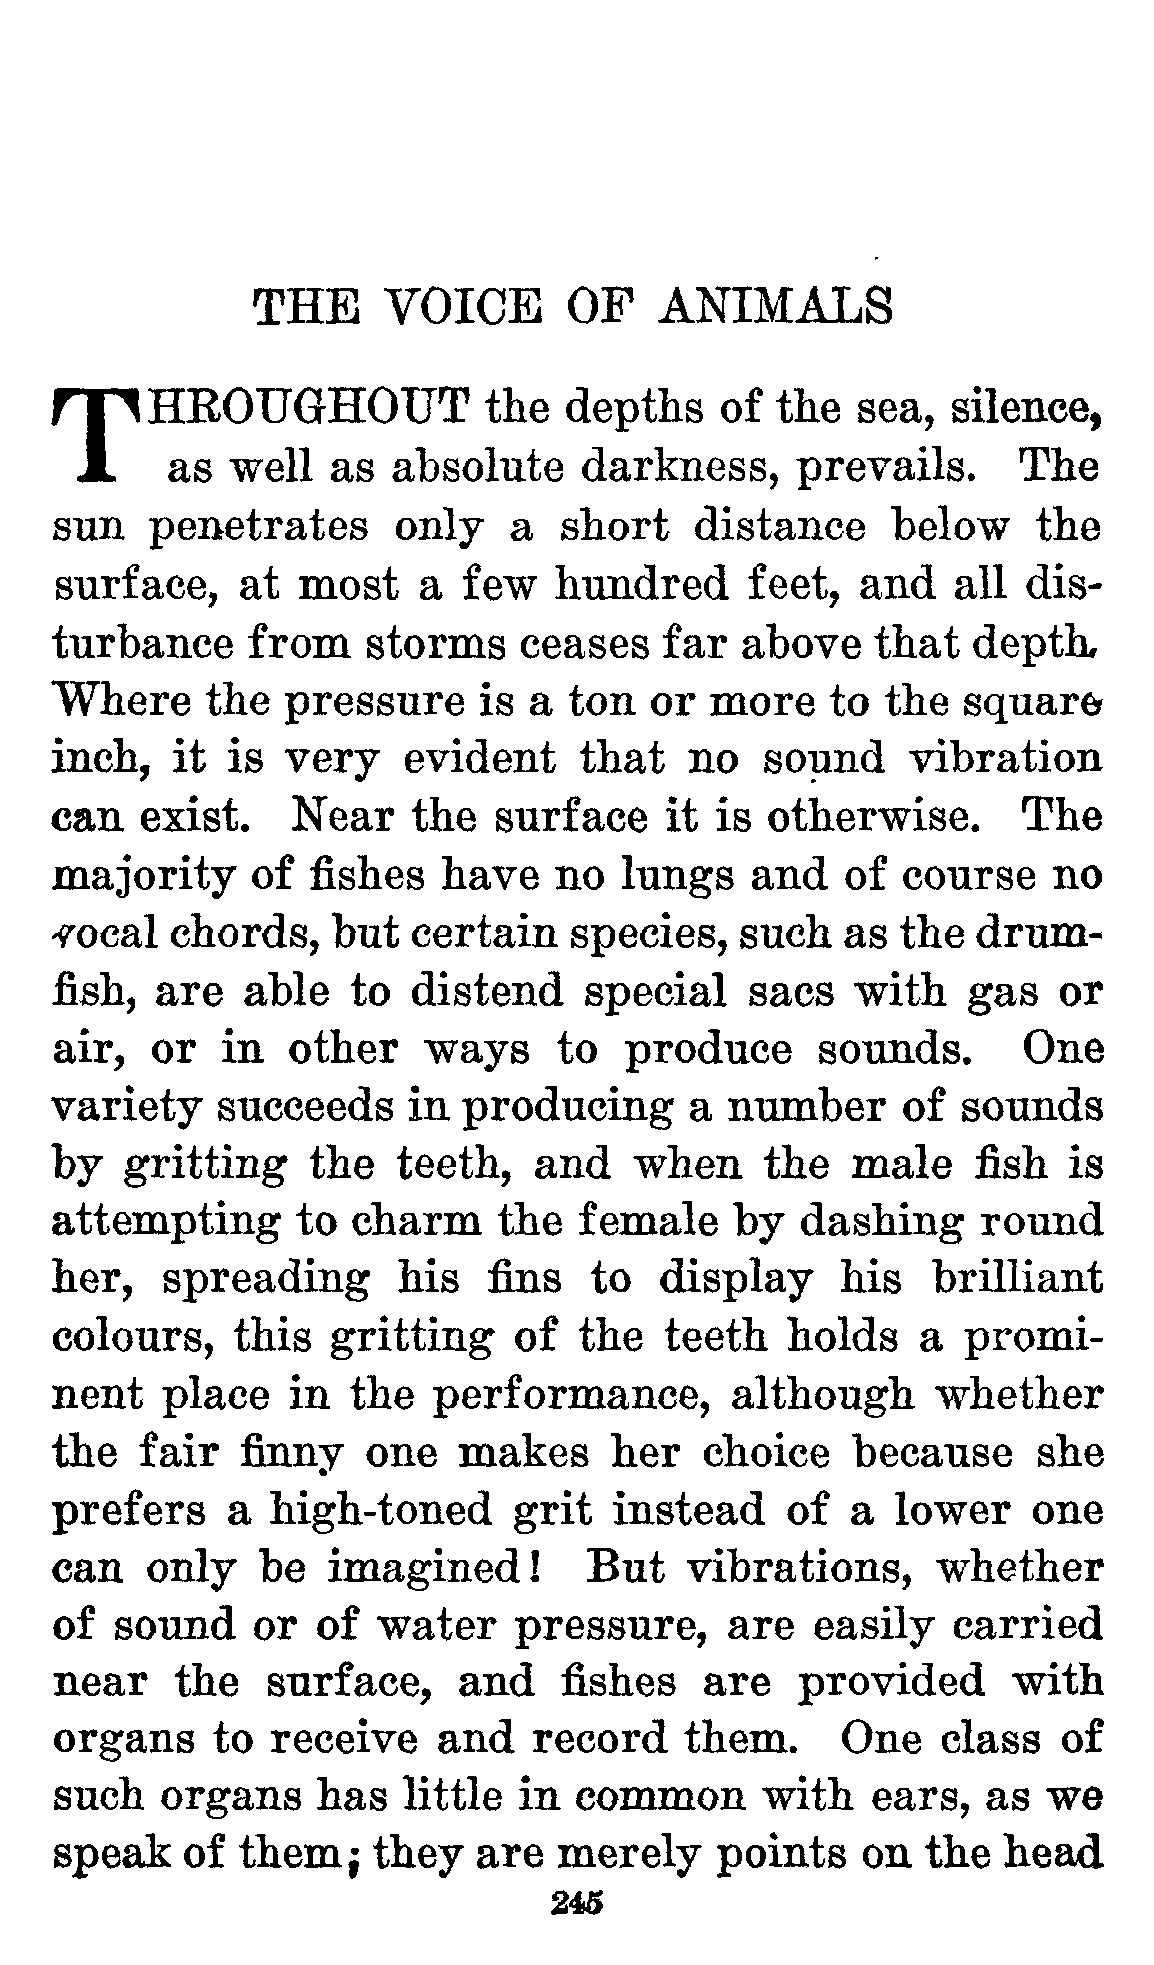 THE VOICE OF ANIMALS
THROUGHOUT the depths of the sea, silence,
as well as absolute darkness, prevails. The
sun penetrates only a short distance below the
surface, at most a few hundred feet, and all dis-
turbance from storms ceases far above that depth.
Where the pressure is a ton or more to the square
inch, it is very evident that no sound vibration
can exist. Near the surface it is otherwise. The
majority of fishes have no lungs and of course no
vocal chords, but certain species, such as the drum-
fish, are able to distend special sacs with gas or
air, or in other ways to produce sounds. One
variety succeeds in producing a number of sounds
by gritting the teeth, and when the male fish is
attempting to charm the female by dashing round
her, spreading his fins to display his brilliant
colours, this gritting of the teeth holds a promi-
nent place in the performance, although whether
the fair finny one makes her choice because she
prefers a high-toned grit instead of a lower one
can only be imagined! But vibrations, whether
of sound or of water pressure, are easily carried
near the surface, and fishes are provided with
organs to receive and record them. One class of
such organs has little in common with ears, as we
speak of them; they are merely points on the head
245